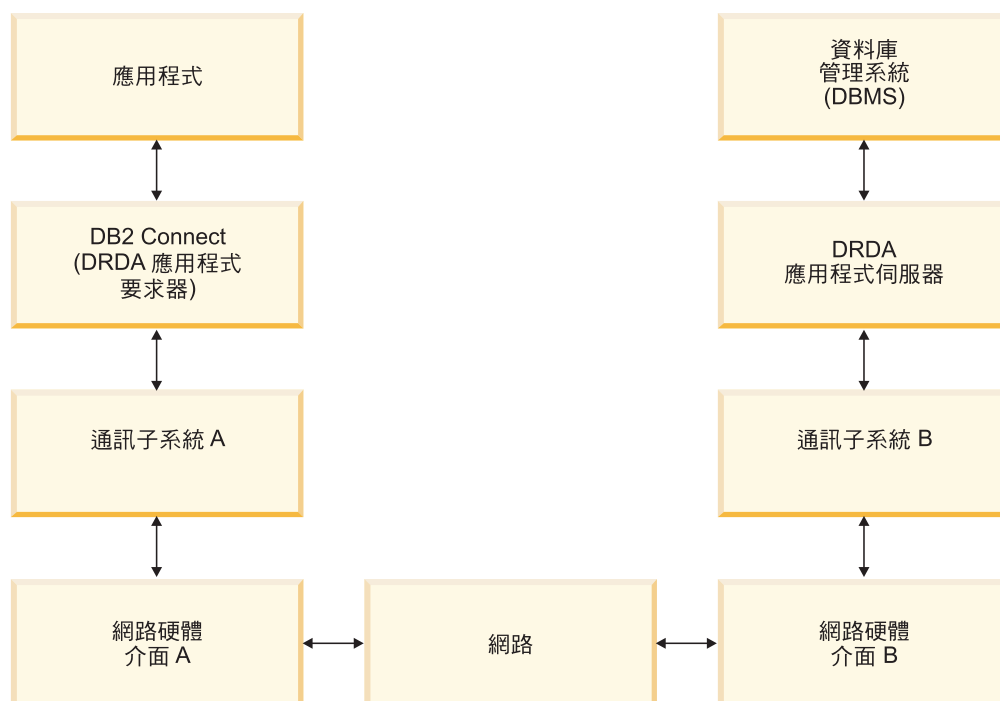 應用程式
資料庫
管理系統
(DBMS)
DB2 Connect
(DRDA 應用程式
要求器)
DRDA
應用程式伺服器
通訊子系統 A
通訊子系統 B
網路硬體
介面 A
網路
網路硬體
介面 B